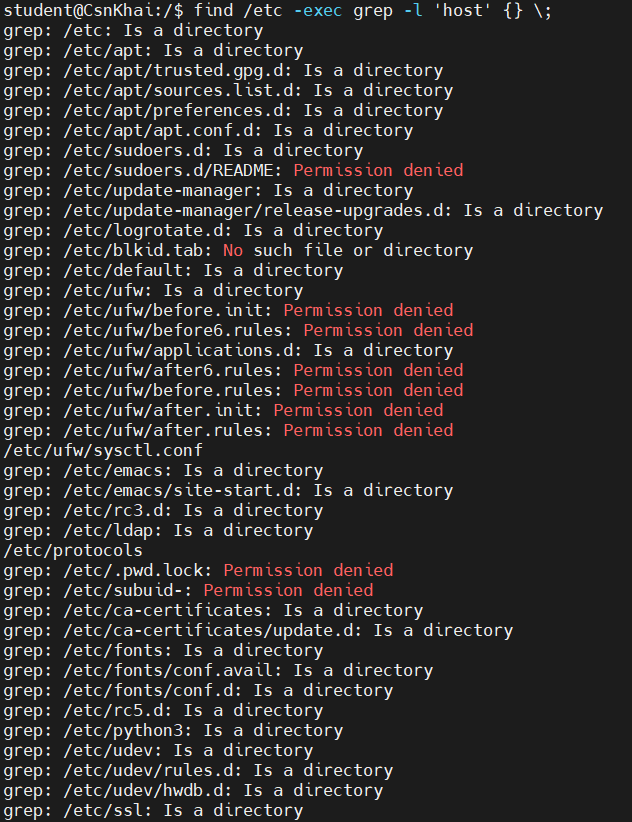 student@CsnKhai:/$ find /etc -exec grep -l 'host' {} \;
grep: /etc: Is a directory
grep: /etc/apt: Is a directory
grep: /etc/apt/trusted.gpg.d: Is a directory
grep: /etc/apt/sources.list.d: Is a directory
grep: /etc/apt/preferences.d: Is a directory
grep: /etc/apt/apt.conf.d: Is a directory
grep: /etc/sudoers.d: Is a directory
grep: /etc/sudoers.d/README: Permission denied
grep: /etc/update-manager: Is a directory
grep: /etc/update-manager/release-upgrades.d: Is a directory
grep: /etc/logrotate.d: Is a directory
grep: /etc/blkid.tab: No such file or directory
grep: /etc/default: Is a directory
grep: /etc/ufw: Is a directory
grep: /etc/ufw/before.init: Permission denied
grep: /etc/ufw/before6.rules: Permission denied
grep: /etc/ufw/applications.d: Is a directory
grep: /etc/ufw/after6.rules: Permission denied
grep: /etc/ufw/before.rules: Permission denied
grep: /etc/ufw/after.init: Permission denied
grep: /etc/ufw/after.rules: Permission denied
/etc/ufw/sysctl.conf
grep: /etc/emacs: Is a directory
grep: /etc/emacs/site-start.d: Is a directory
grep: /etc/rc3.d: Is a directory
grep: /etc/ldap: Is a directory
/etc/protocols
grep: /etc/.pwd.lock: Permission denied
grep: /etc/subuid-: Permission denied
grep: /etc/ca-certificates: Is a directory
grep: /etc/ca-certificates/update.d: Is a directory
grep: /etc/fonts: Is a directory
grep: /etc/fonts/conf.avail: Is a directory
grep: /etc/fonts/conf.d: Is a directory
grep: /etc/rc5.d: Is a directory
grep: /etc/python3: Is a directory
grep: /etc/udev: Is a directory
grep: /etc/udev/rules.d: Is a directory
grep: /etc/udev/hwdb.d: Is a directory
grep: /etc/ssl: Is a directory